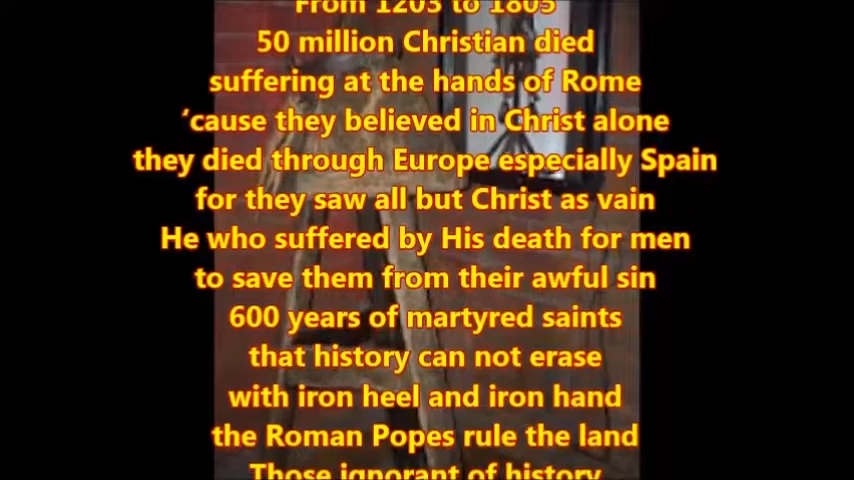 From 1203 to 1805
50 million Christian died
suffering at the hands of Rome
‘cause they believed in Christ alone
they died through Europe especially Spain
for they saw all but Christ as vain
He who suffered by His death for men
to save them from their awful sin
600 years of martyred saints
that history can not erase
with iron heel and iron hand
the Roman Popes rule the land
Those ignorant of history